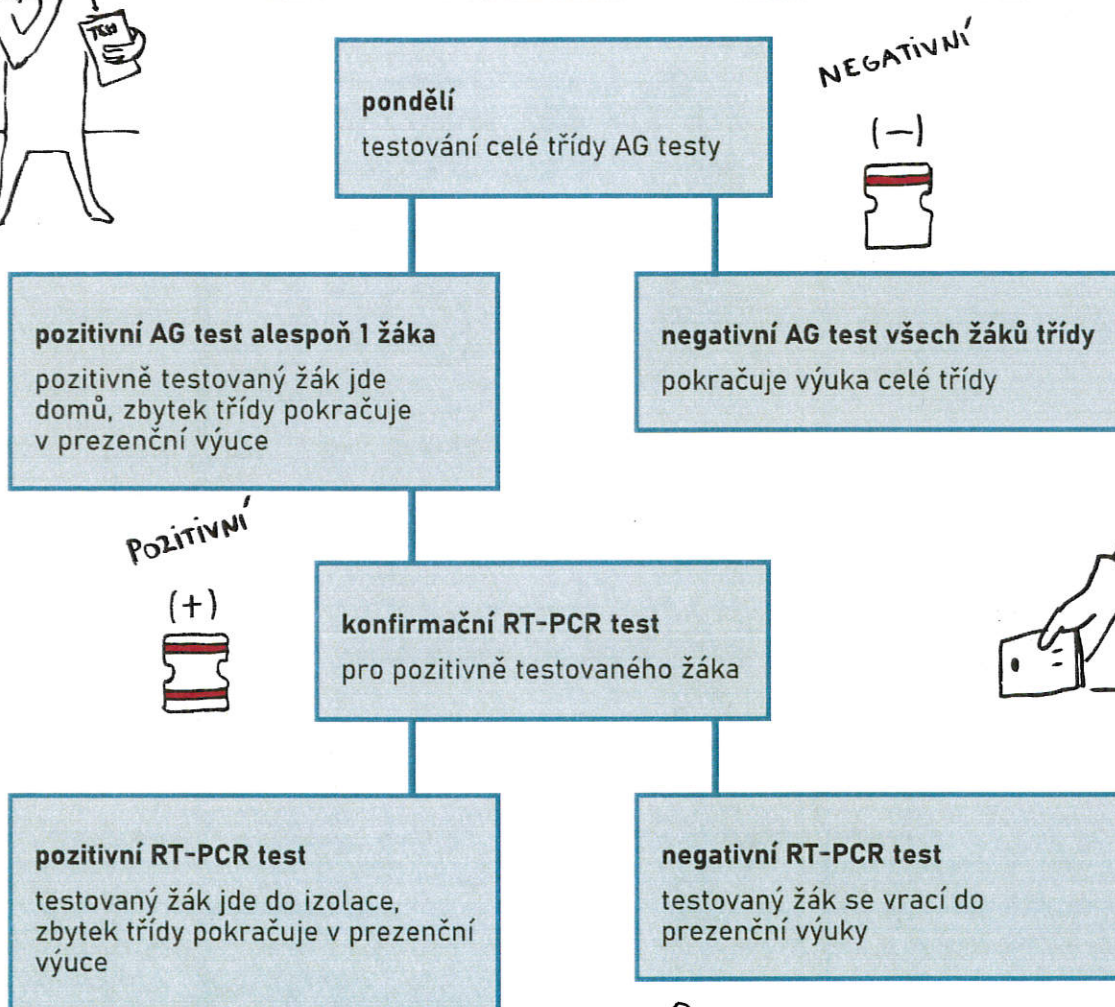 TEST
NEGATIVNÍ
pondělí
testování celé třídy AG testy
(-)
pozitivní AG test alespoň 1 žáka
pozitivně testovaný žák jde
domů, zbytek třídy pokračuje
v prezenční výuce
negativní AG test všech žáků třídy
pokračuje výuka celé třídy
POZITIVNÍ
(+)
konfirmační RT-PCR test
pro pozitivně testovaného žáka
pozitivní RT-PCR test
testovaný žák jde do izolace,
zbytek třídy pokračuje v prezenční
výuce
negativní RT-PCR test
testovaný žák se vrací do
prezenční výuky